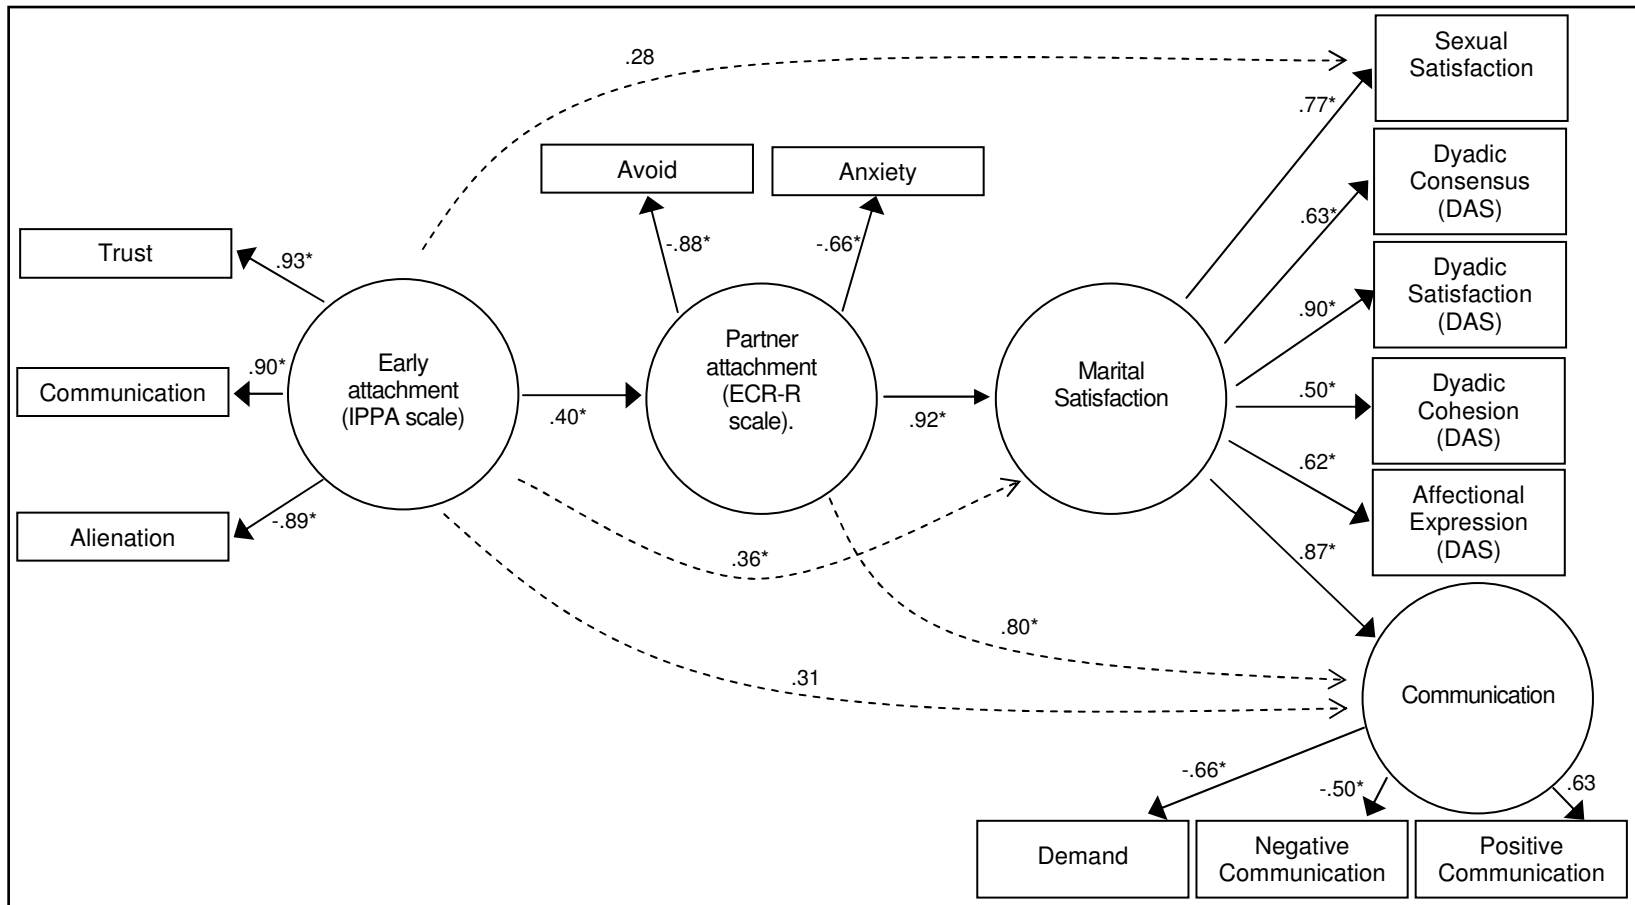 .28
Sexual
Satisfaction
.77*
Avoid
Anxiety
Dyadic
Consensus
(DAS)
.63*
-.88*
-.66*
Trust
.93*
Dyadic
Satisfaction
(DAS)
.90*
Early
attachment
(IPPA scale)
Partner
attachment
(ECR-R
scale).
Marital
Satisfaction
Communication
.90*
.40*
.92*
Dyadic
Cohesion
(DAS)
.50*
.62*
Alienation
-.89*
Affectional
Expression
(DAS)
.36*
.87*
.80*
.31
Communication
-.66*
-.50*
.63
Demand
Negative
Communication
Positive
Communication